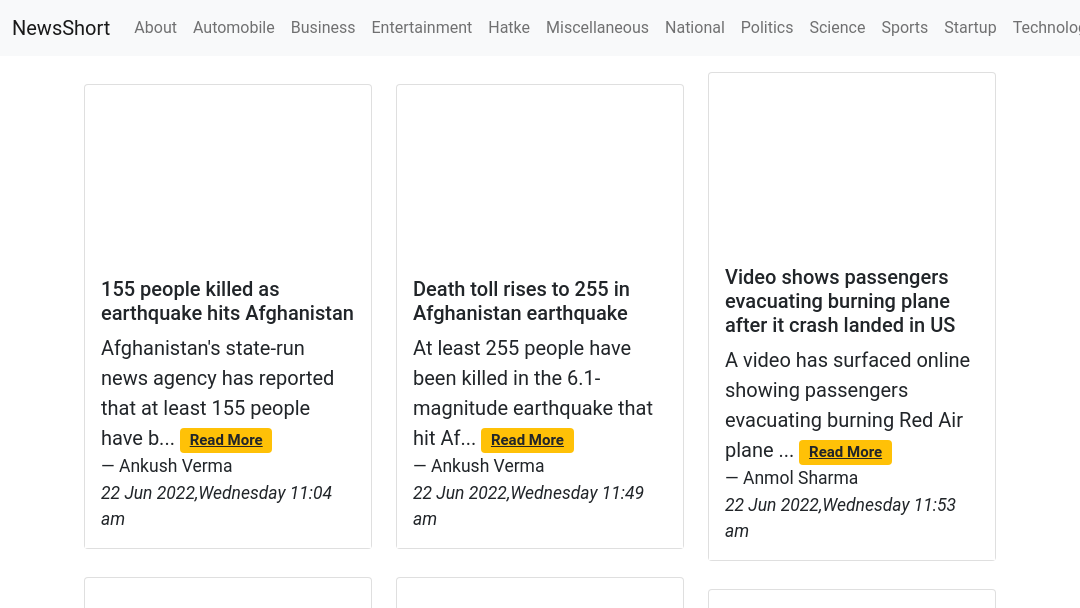 NewsShort About Automobile Business Entertainment Hatke Miscellaneous National Politics Science Sports Startup
155 people killed as
earthquake hits Afghanistan
Afghanistan's state-run
news agency has reported
that at least 155 people
have b... Read More
— Ankush Verma
22 Jun 2022,Wednesday 11:04
am
Death toll rises to 255 in
Afghanistan earthquake
At least 255 people have
been killed in the 6.1-
magnitude earthquake that
hit Af... Read More
— Ankush Verma
22 Jun 2022,Wednesday 11:49
am
Video shows passengers
evacuating burning plane
after it crash landed in US
A video has surfaced online
showing passengers
evacuating burning Red Air
plane ... Read More
— Anmol Sharma
22 Jun 2022,Wednesday 11:53
am